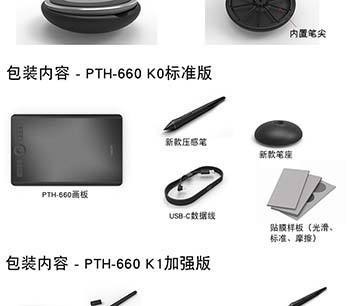 内置笔尖
包装内容 - PTH-660 K0标准版
新款压感笔
新款笔座
PTH-660画板
USB-C数据线
贴膜样板（光滑、
标准、摩擦）
包装内容 - PTH-660 K1加强版